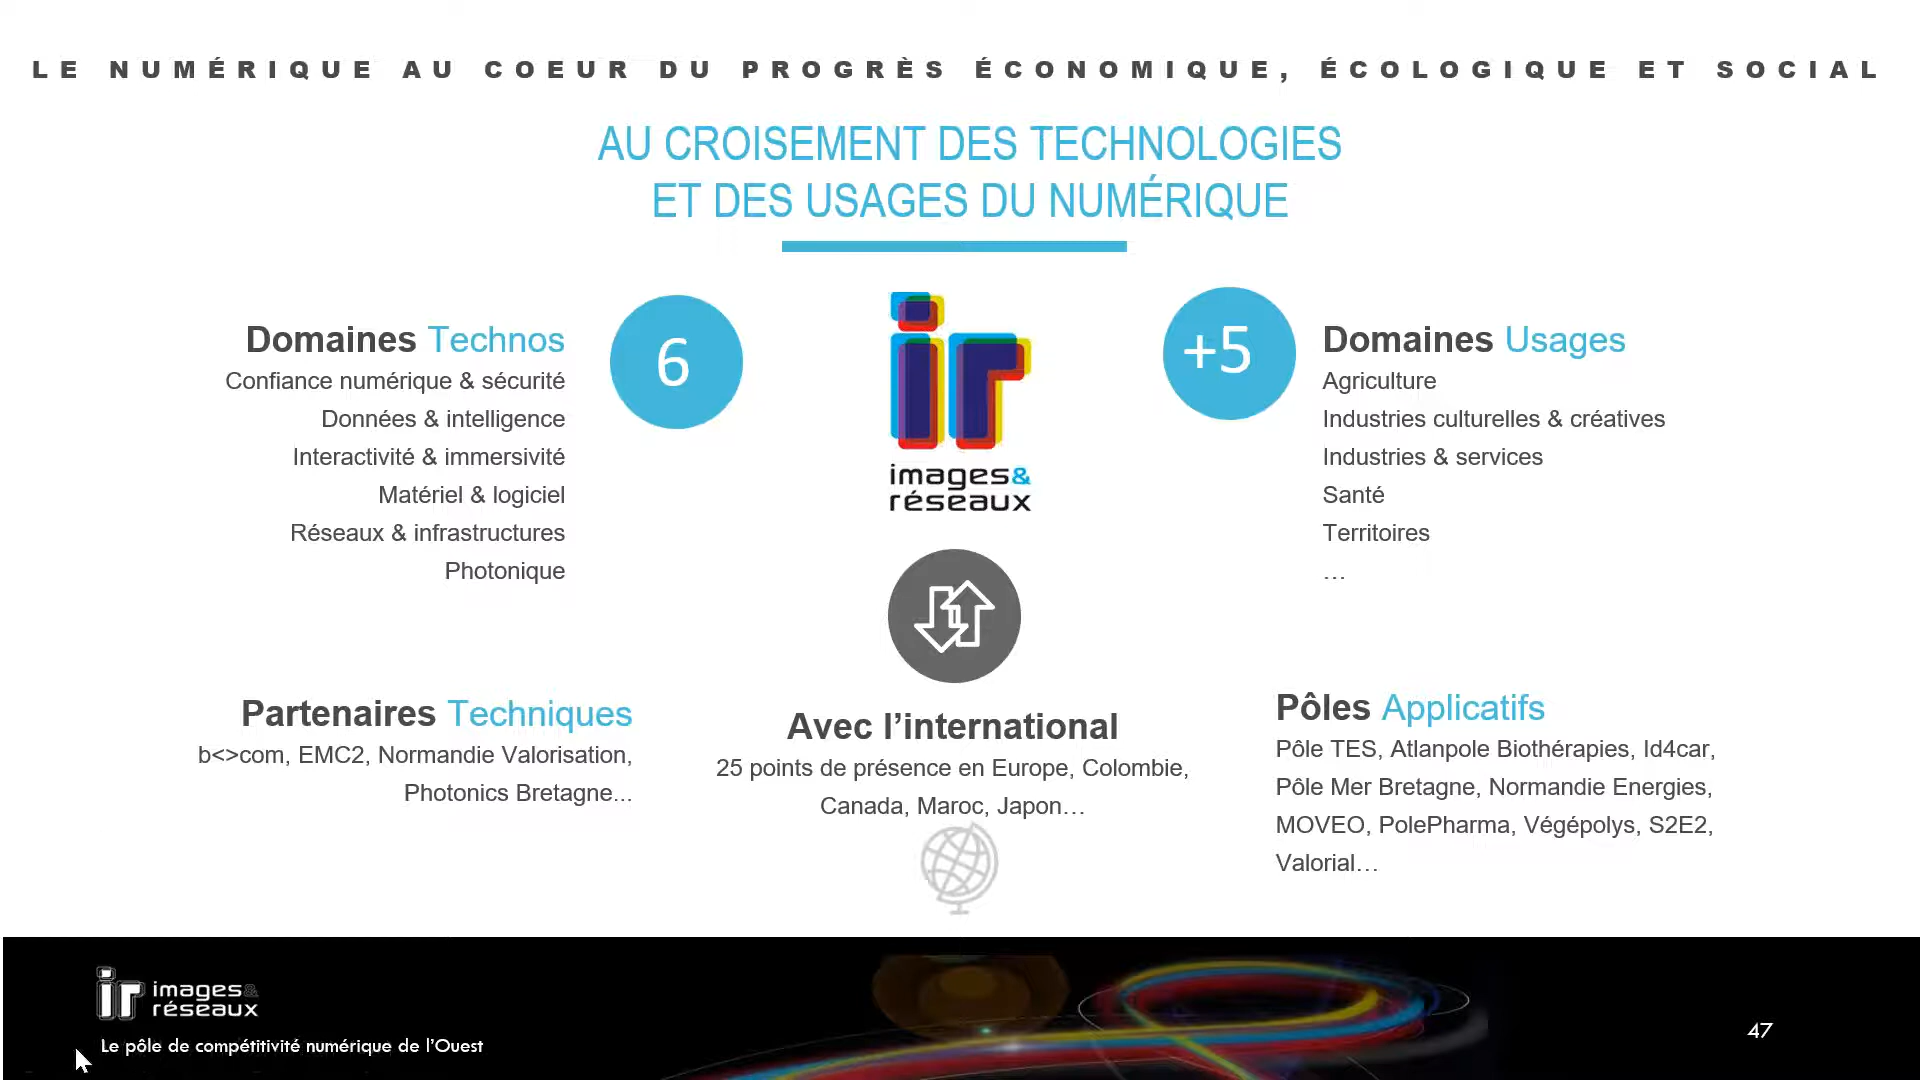 LE NUMÉRIQUE AU COEUR DU PROGRÈS ÉCONOMIQUE, ÉCOLOGIQUE ET SOCIAL
AU CROISEMENT DES TECHNOLOGIES
ET DES USAGES DU NUMÉRIQUE
Domaines Technos
Confiance numérique & sécurité
Données & intelligence
Interactivité & immersivité
Matériel & logiciel
Réseaux & infrastructures
Photonique
6
ir
images&
réseaux
+5
Domaines Usages
Agriculture
Industries culturelles & créatives
Industries & services
Santé
Territoires
…
Partenaires Techniques
b<>com, EMC2, Normandie Valorisation,
Photonics Bretagne...
Avec l’international
25 points de présence en Europe, Colombie,
Canada, Maroc, Japon…
Pôles Applicatifs
Pôle TES, Atlanpole Biothérapies, Id4car,
Pôle Mer Bretagne, Normandie Energies,
MOVEO, PolePharma, Végépolys, S2E2,
Valorial…
ir images&
réseaux
Le pôle de compétitivité numérique de l’Ouest
47